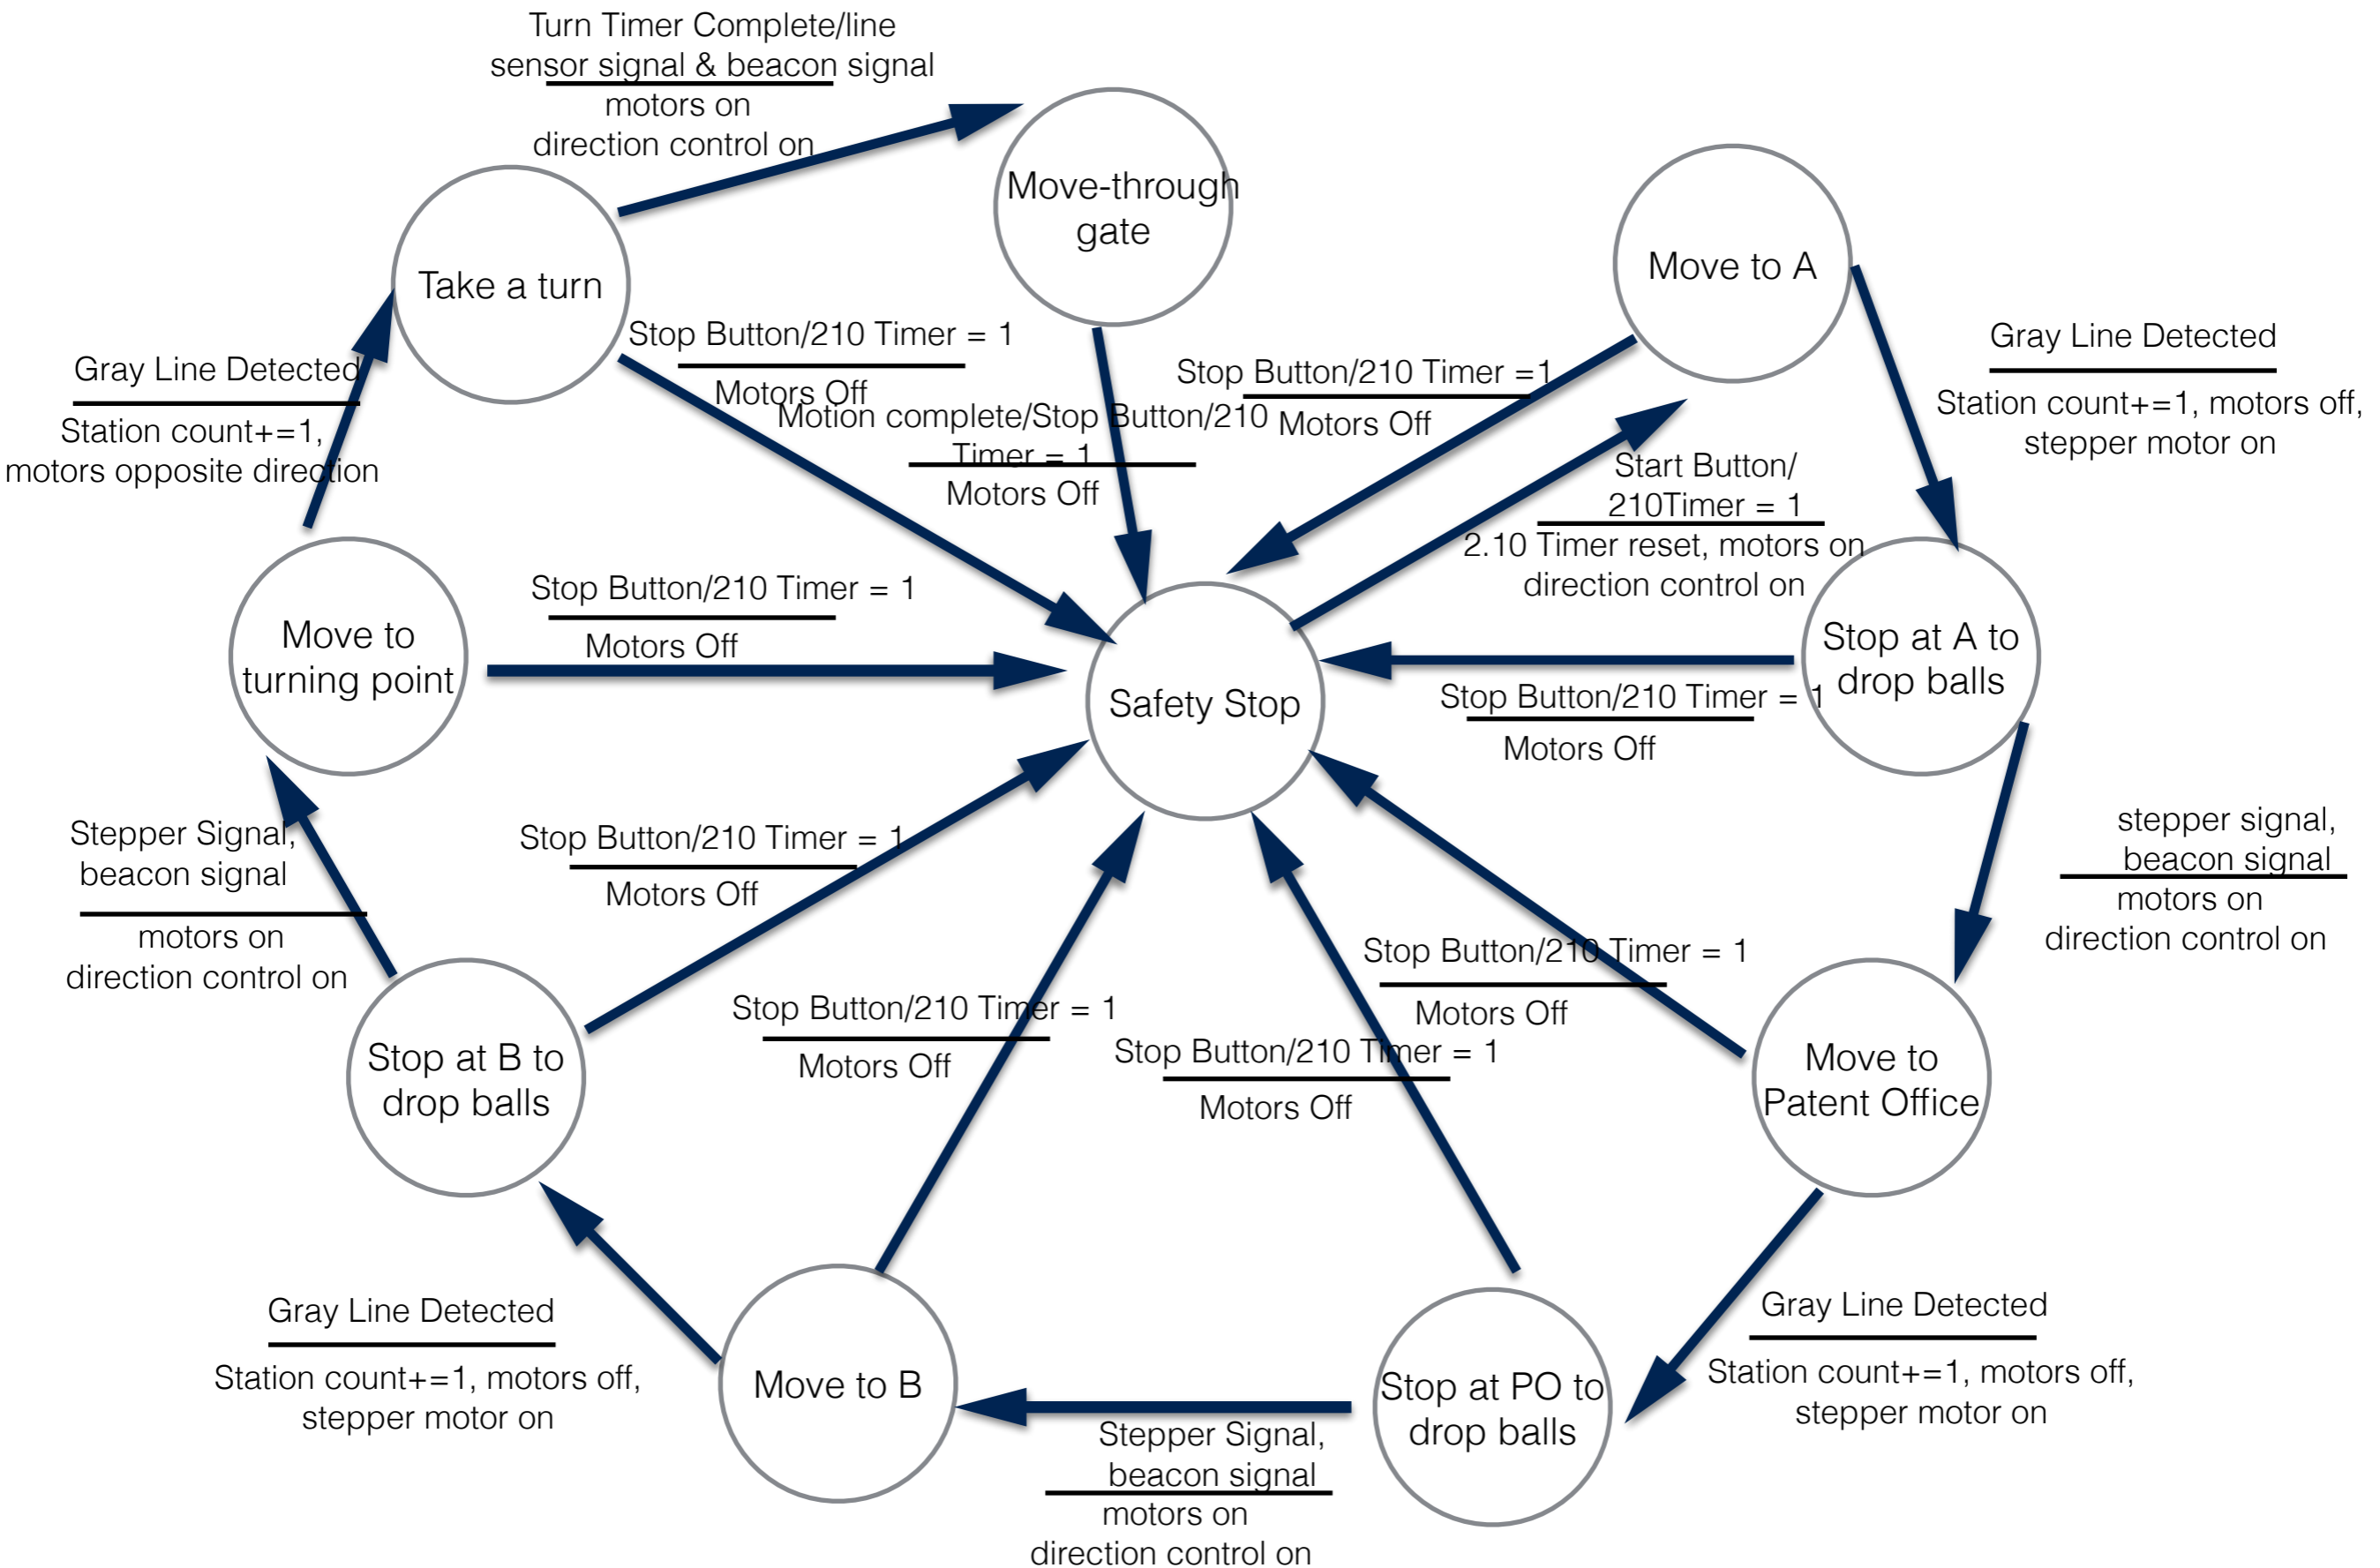 Turn Timer Complete/line
sensor signal & beacon signal
motors on
direction control on
Move-through
gate
Move to A
Take a turn
Stop Button/210 Timer = 1
Motors Off
Gray Line Detected
Station count+=1,
motors opposite direction
Motion complete/Stop Button/210
Timer = 1
Motors Off
Stop Button/210 Timer =1
Motors Off
Gray Line Detected
Station count+=1, motors off,
stepper motor on
Start Button/
210Timer = 1
2.10 Timer reset, motors on
direction control on
Move to
turning point
Stop Button/210 Timer = 1
Motors Off
Safety Stop
Stop at A to
drop balls
Stop Button/210 Timer = 1
Motors Off
Stepper Signal,
beacon signal
motors on
direction control on
Stop Button/210 Timer = 1
Motors Off
stepper signal,
beacon signal
motors on
direction control on
Stop Button/210 Timer = 1
Motors Off
Stop Button/210 Timer = 1
Motors Off
Stop Button/210 Timer = 1
Motors Off
Stop at B to
drop balls
Move to
Patent Office
Gray Line Detected
Station count+=1, motors off,
stepper motor on
Move to B
Stepper Signal,
beacon signal
motors on
direction control on
Stop at PO to
drop balls
Gray Line Detected
Station count+=1, motors off,
stepper motor on